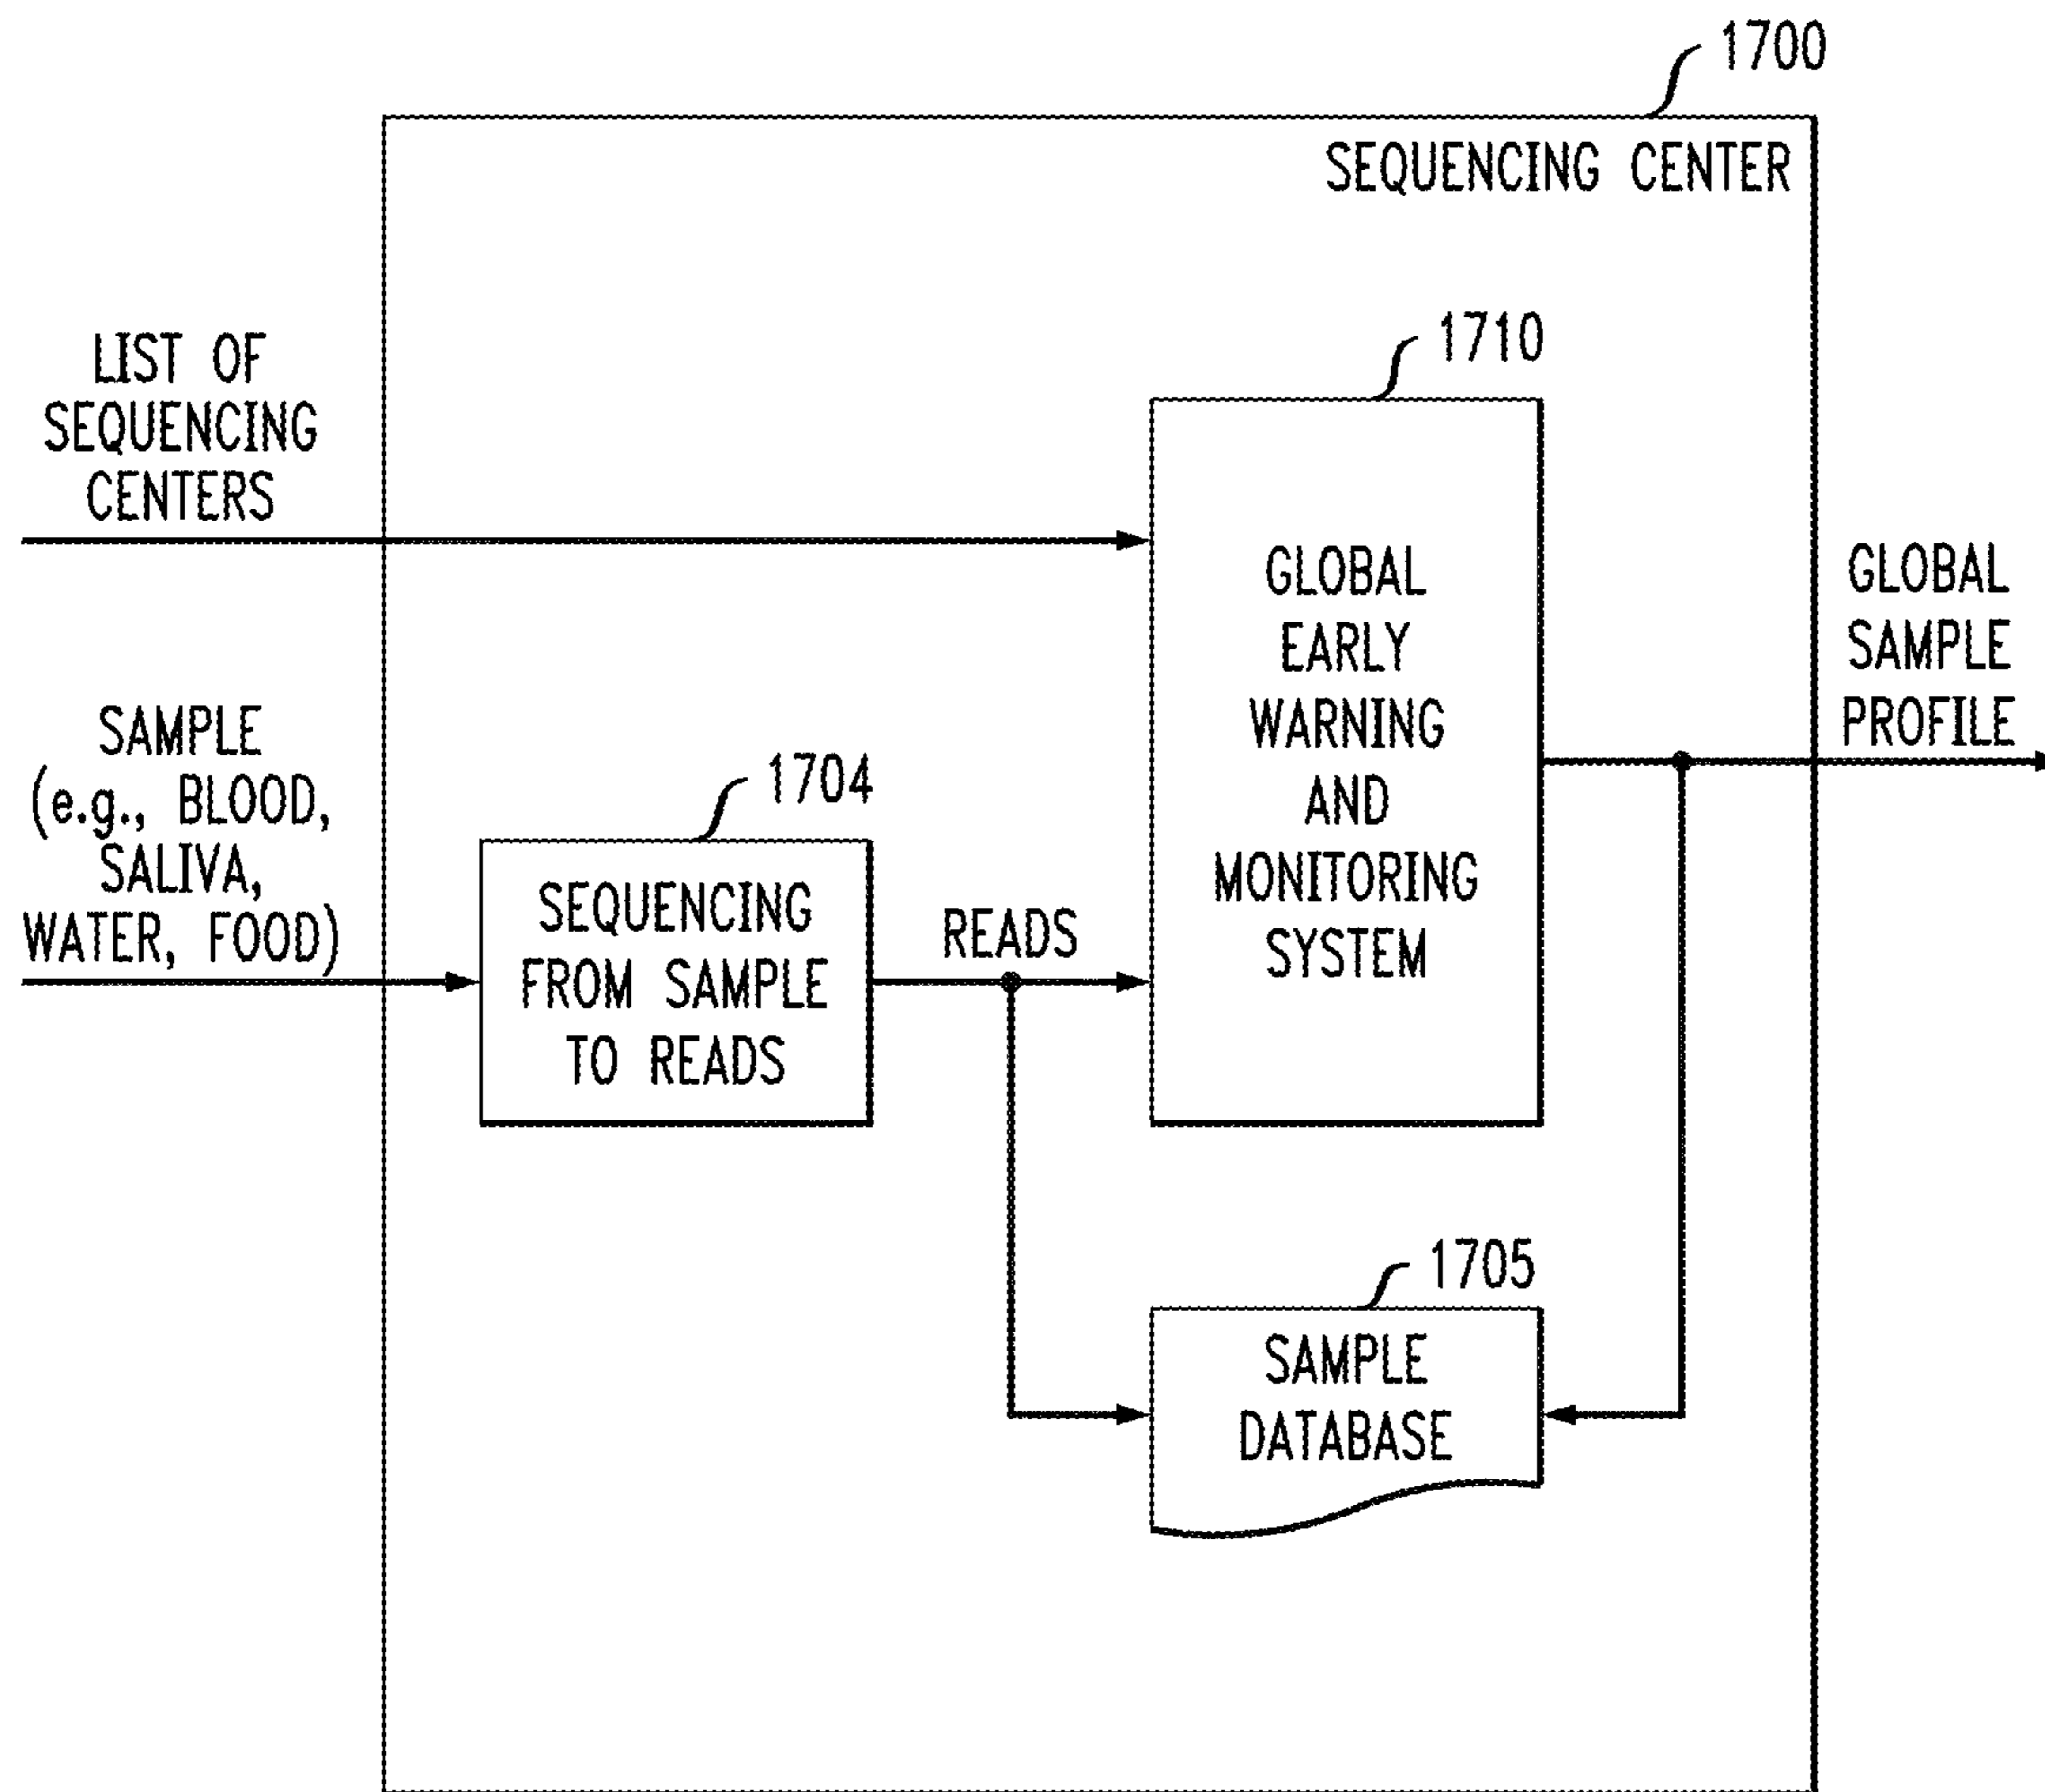 1700
SEQUENCING CENTER
1710
LIST OF
SEQUENCING
CENTERS
GLOBAL
EARLY
WARNING
AND
MONITORING
SYSTEM
GLOBAL
SAMPLE
PROFILE
SAMPLE
(e.g., BLOOD,
SALIVA,
WATER, FOOD)
1704
SEQUENCING
FROM SAMPLE
TO READS
READS
1705
SAMPLE
DATABASE